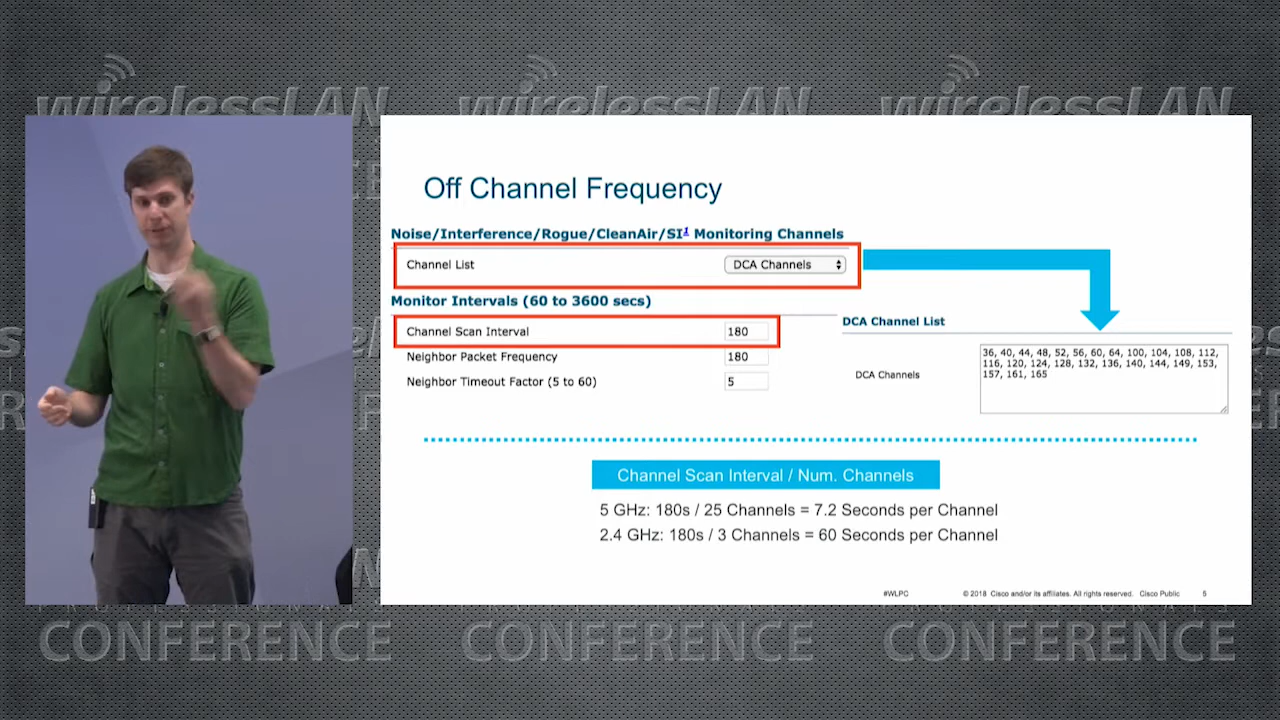 wirelessLAN wirelessLAN wirelessLAN
Off Channel Frequency
Noise/Interference/Rogue/CleanAir/SI1 Monitoring Channels
Channel List DCA Channels
Monitor Intervals (60 to 3600 secs)
Channel Scan Interval 180
Neighbor Packet Frequency 180
Neighbor Timeout Factor (5 to 60) 5
DCA Channel List
DCA Channels
36, 40, 44, 48, 52, 56, 60, 64, 100, 104, 108, 112,
116, 120, 124, 128, 132, 136, 140, 144, 149, 153,
157, 161, 165
Channel Scan Interval / Num. Channels
5 GHz: 180s / 25 Channels = 7.2 Seconds per Channel
2.4 GHz: 180s / 3 Channels = 60 Seconds per Channel
#WLPC © 2018 Cisco and/or its affiliates. All rights reserved. Cisco Public 5
CONFERENCE CONFERENCE CONFERENCE